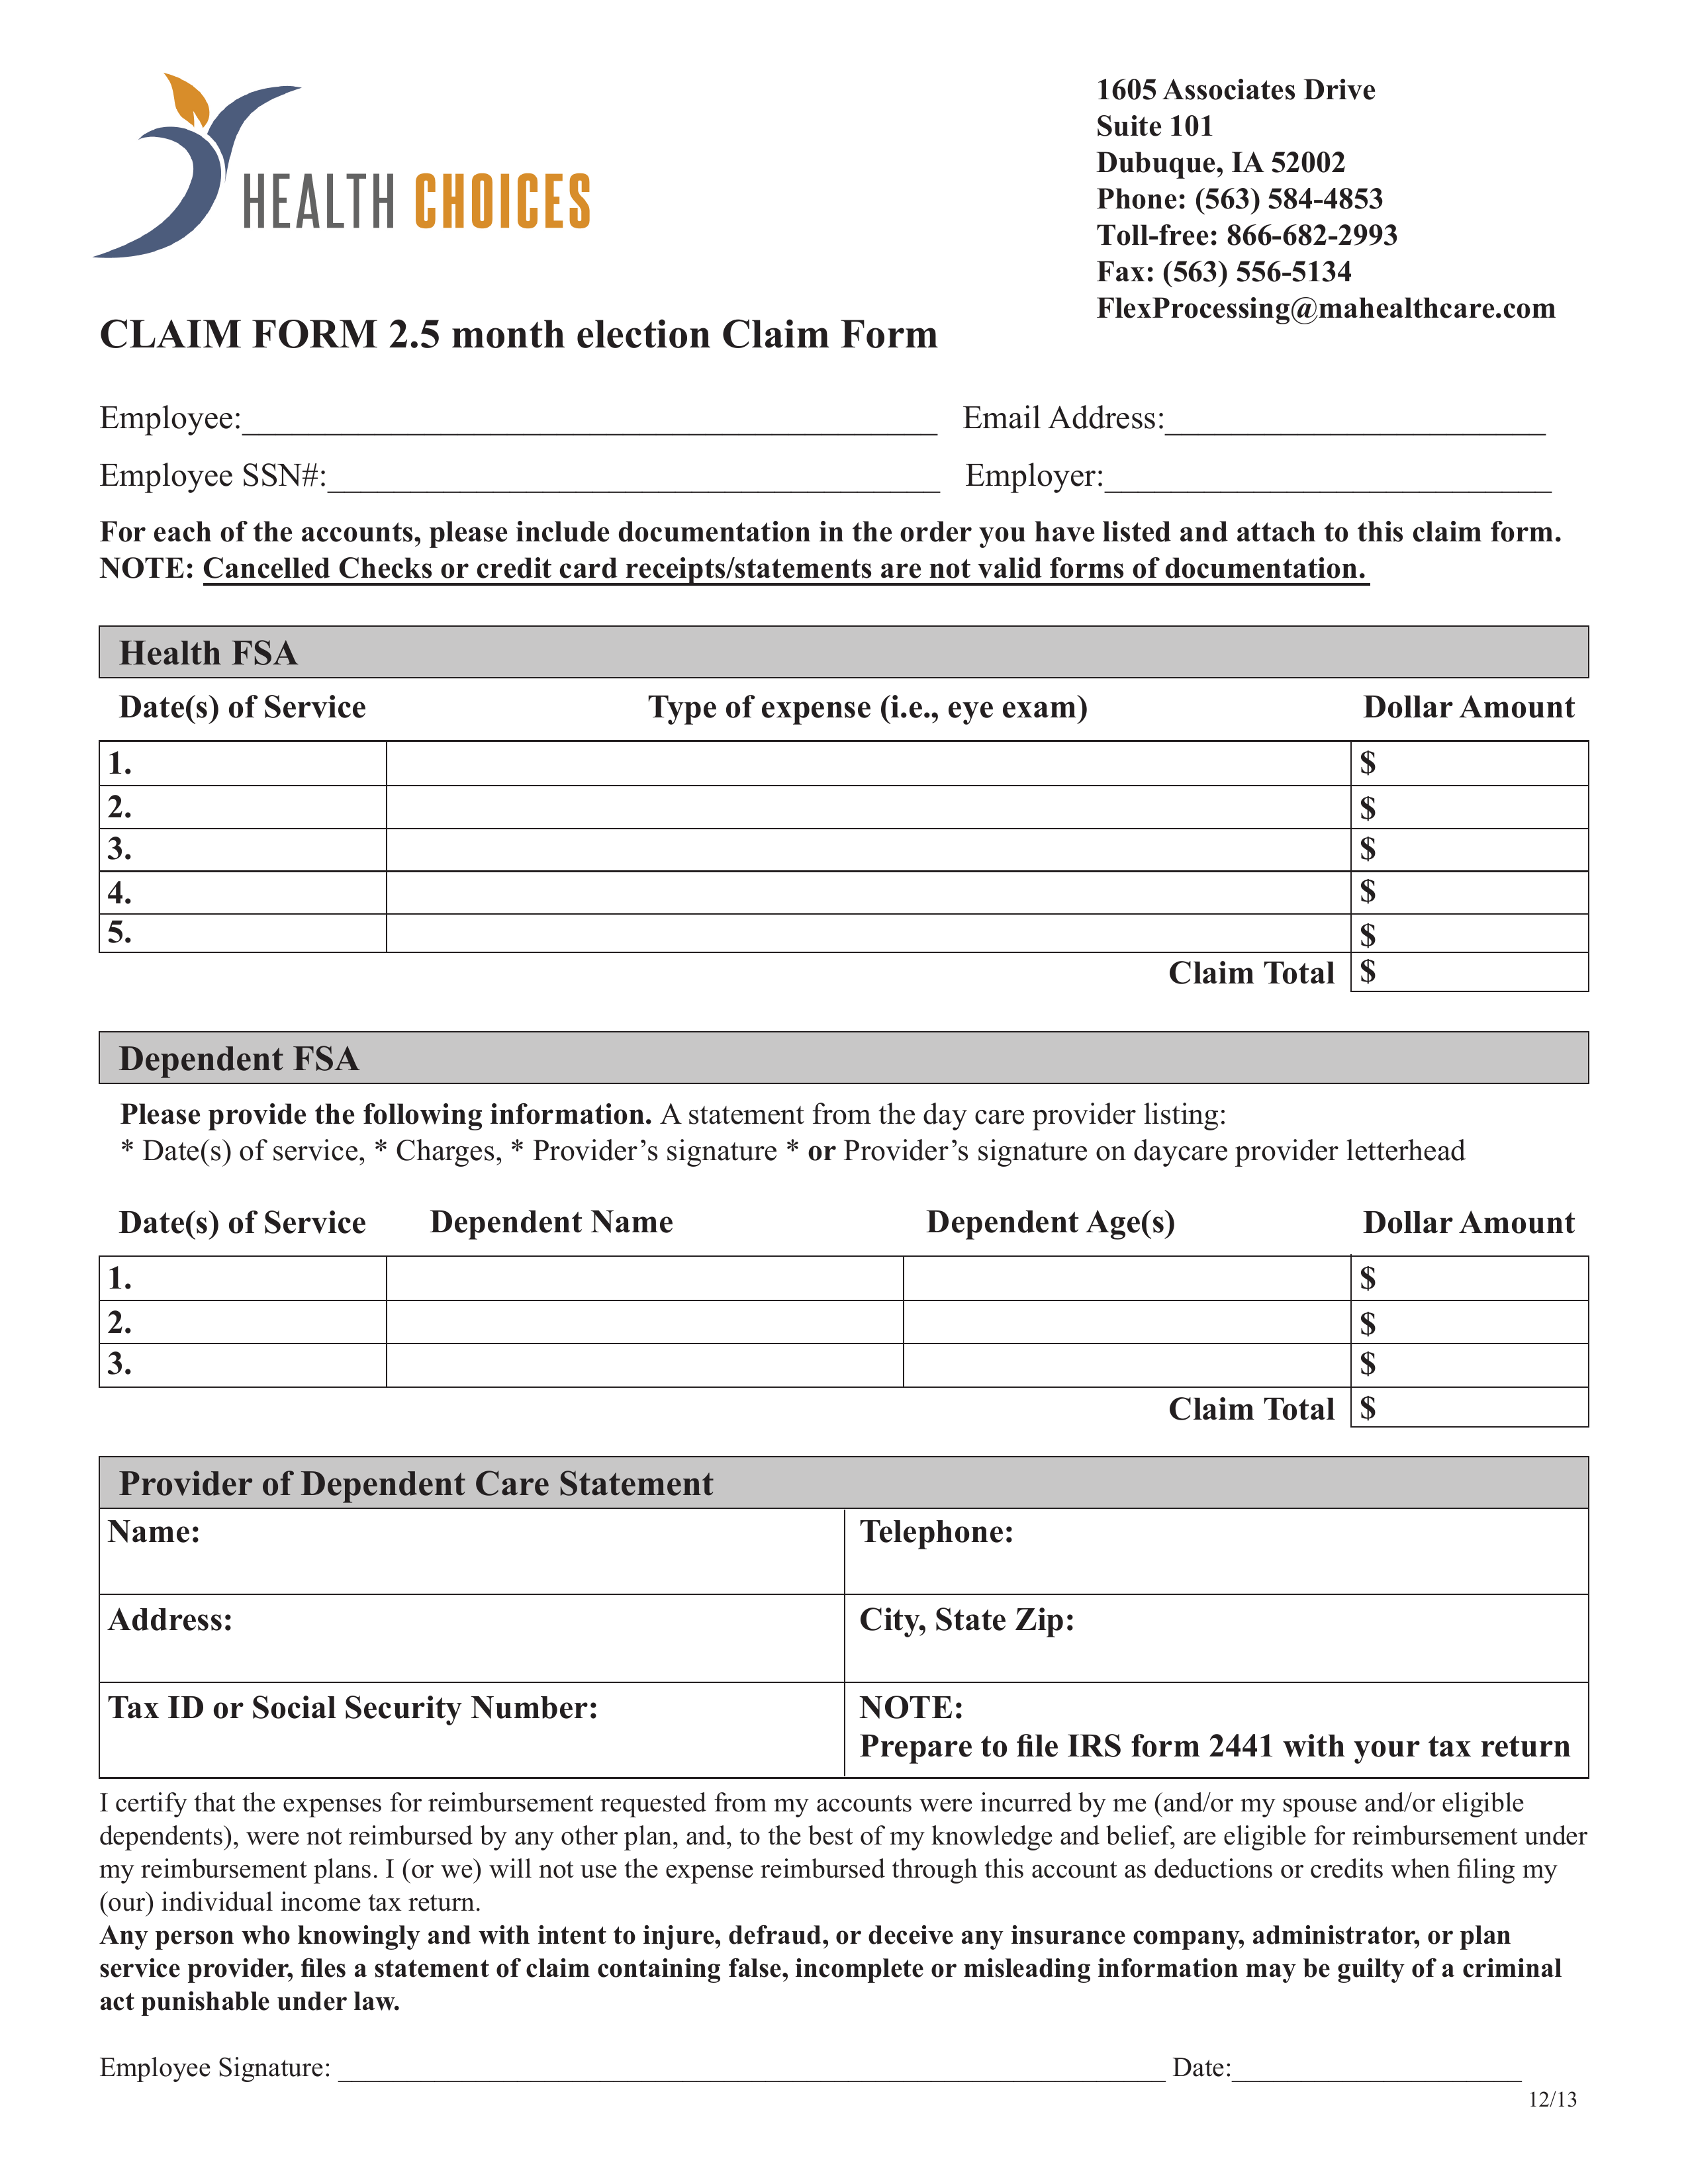 HEALTH CHOICES
1605 Associates Drive
Suite 101
Dubuque, IA 52002
Phone: (563) 584-4853
Toll-free: 866-682-2993
Fax: (563) 556-5134
FlexProcessing@mahealthcare.com
CLAIM FORM 2.5 month election Claim Form
Employee:__________ Email Address:__________
Employee SSN#:__________ Employer:__________
For each of the accounts, please include documentation in the order you have listed and attach to this claim form.
NOTE: Cancelled Checks or credit card receipts/statements are not valid forms of documentation.
Health FSA
Date(s) of Service Type of expense (i.e., eye exam) Dollar Amount
1. $
2. $
3. $
4. $
5. $
Claim Total $
Dependent FSA
Please provide the following information. A statement from the day care provider listing:
* Date(s) of service, * Charges, * Provider’s signature * or Provider’s signature on daycare provider letterhead
Date(s) of Service Dependent Name Dependent Age(s) Dollar Amount
1. $
2. $
3. $
Claim Total $
Provider of Dependent Care Statement
Name: Telephone:
Address: City, State Zip:
Tax ID or Social Security Number: NOTE:
Prepare to file IRS form 2441 with your tax return
I certify that the expenses for reimbursement requested from my accounts were incurred by me (and/or my spouse and/or eligible
dependents), were not reimbursed by any other plan, and, to the best of my knowledge and belief, are eligible for reimbursement under
my reimbursement plans. I (or we) will not use the expense reimbursed through this account as deductions or credits when filing my
(our) individual income tax return.
Any person who knowingly and with intent to injure, defraud, or deceive any insurance company, administrator, or plan
service provider, files a statement of claim containing false, incomplete or misleading information may be guilty of a criminal
act punishable under law.
Employee Signature: __________ Date:__________
12/13